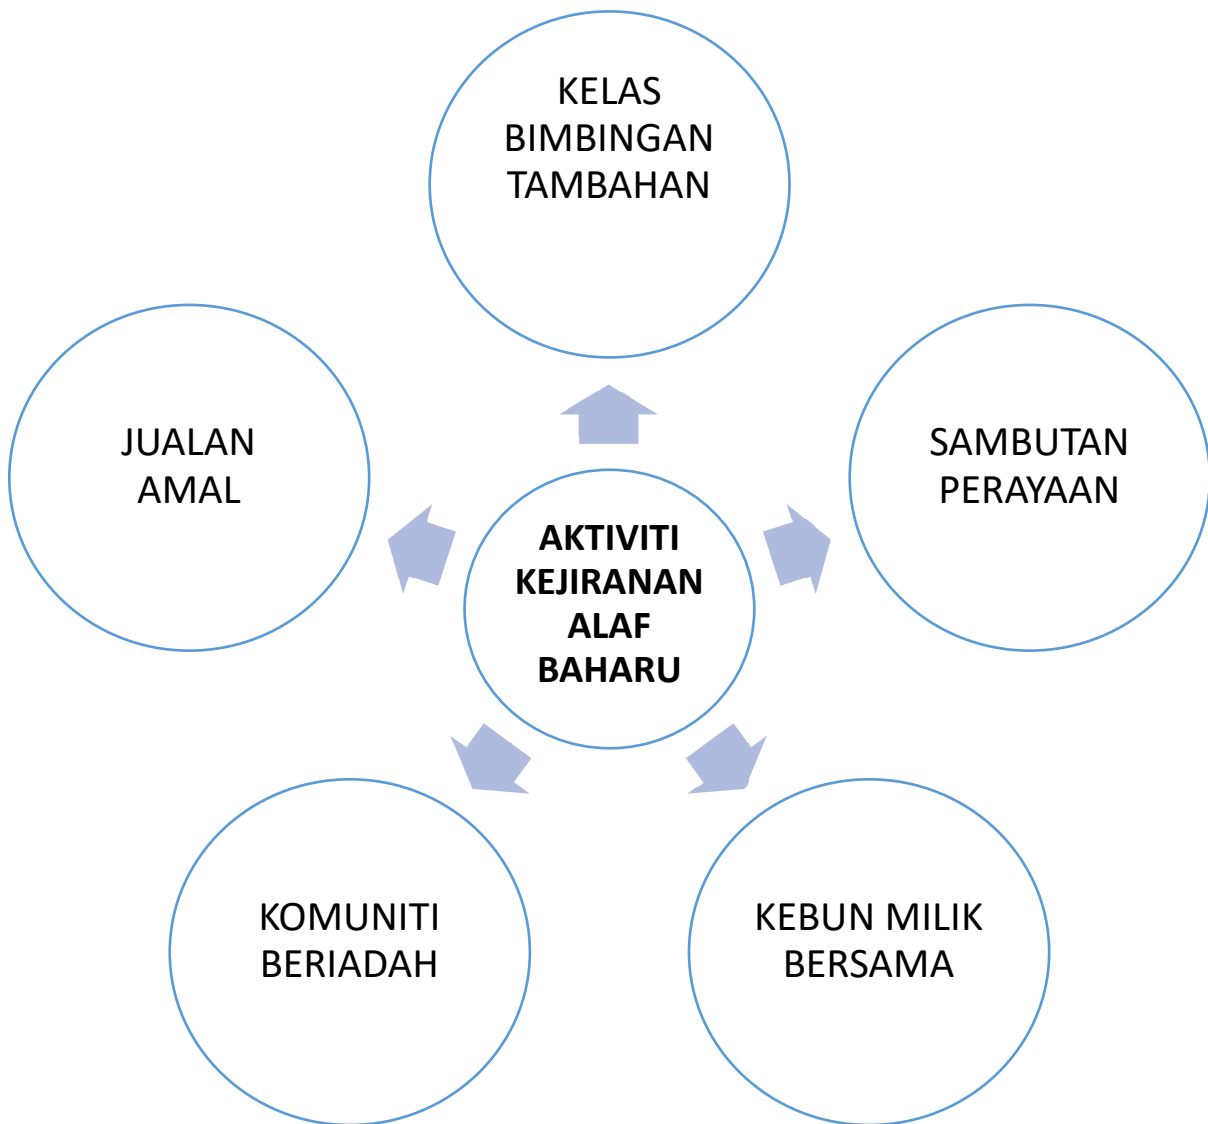 KELAS
BIMBINGAN
TAMBAHAN
JUALAN
AMAL
SAMBUTAN
PERAYAAN
AKTIVITI
KEJIRANAN
ALAF
BAHARU
KOMUNITI
BERIADAH
KEBUN MILIK
BERSAMA